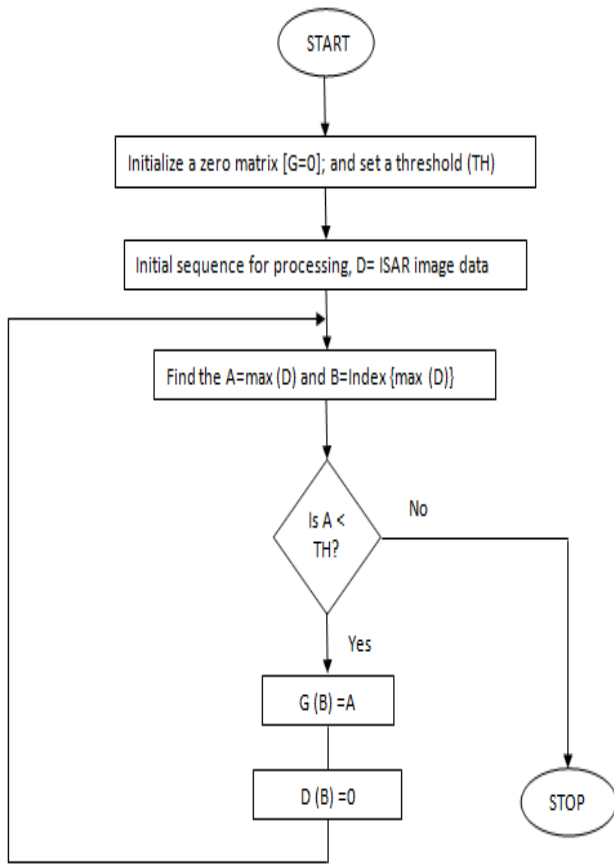 START
Initialize a zero matrix [G=0]; and set a threshold (TH)
Initial sequence for processing, D= ISAR image data
Find the A=max (D) and B=Index {max (D)}
Is A <
TH?
No
Yes
G (B) =A
D (B) =0
STOP